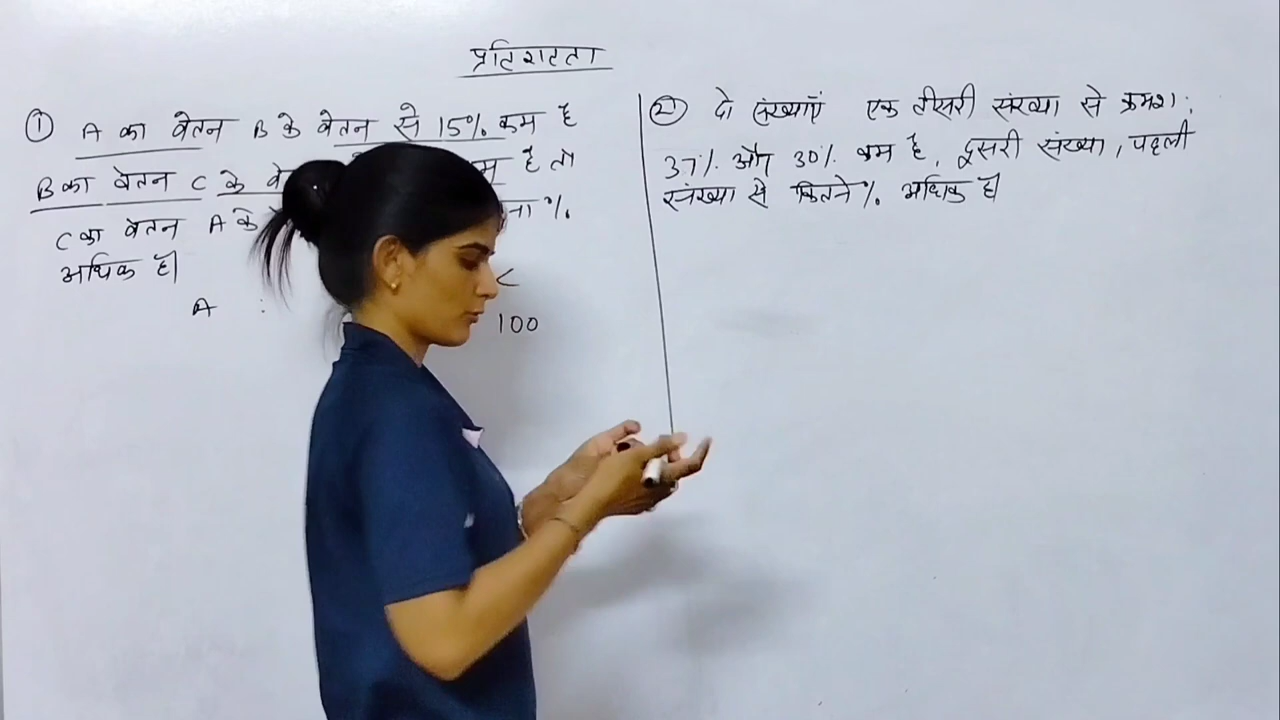 प्रतिशतता
① A का वेतन B के वेतन से 15% कम है
B का वेतन C के है तो
C का वेतन A के %
अधिक है।
A : C
100
② दो संख्याएँ एक तीसरी संख्या से क्रमश:
37% और 30% कम है, दूसरी संख्या, पहली
संख्या से कितने % अधिक है।